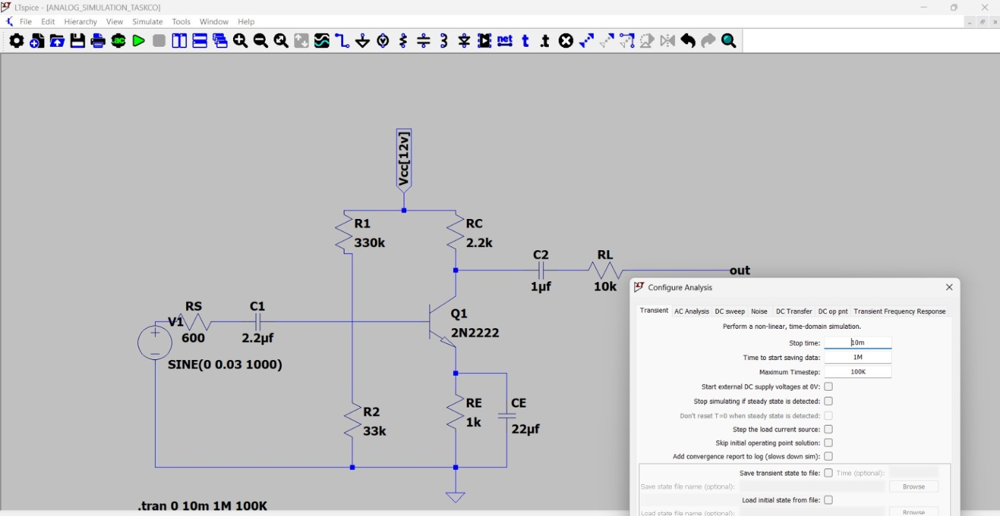 LTspice - [ANALOG_SIMULATION_TASKCO]
File Edit Hierarchy View Simulate Tools Window Help
Vcc[12v]
R1
330k
RC
2.2k
C2
1µf
RL
10k
out
RS
600
V1
C1
2.2µf
SINE(0 0.03 1000)
Q1
2N2222
R2
33k
RE
1k
CE
22µf
.tran 0 10m 1M 100K
Configure Analysis
Transient AC Analysis DC sweep Noise DC Transfer DC op pnt Transient Frequency Response
Perform a non-linear, time-domain simulation.
Stop time: 10m
Time to start saving data: 1M
Maximum Timestep: 100K
Start external DC supply voltages at 0V:
Stop simulating if steady state is detected:
Don't reset T=0 when steady state is detected:
Step the load current source:
Skip initial operating point solution:
Add convergence report to log (slows down sim):
Save transient state to file: Time (optional):
Save state file name (optional): Browse
Load initial state from file:
Load state file name (optional): Browse